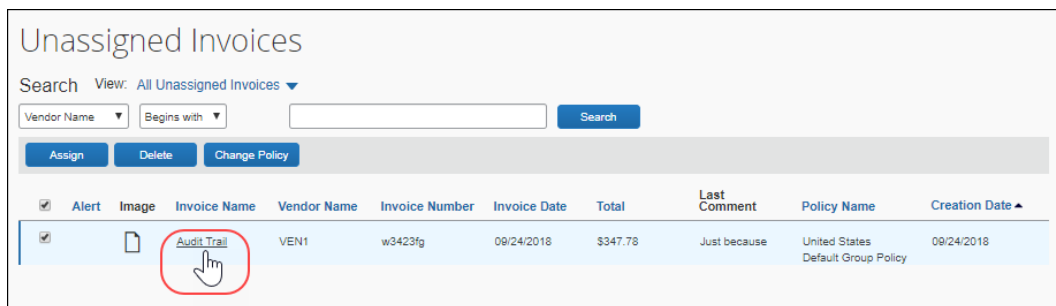 Unassigned Invoices
Search View: All Unassigned Invoices
Vendor Name Begins with Search
Assign Delete Change Policy
Alert Image Invoice Name Vendor Name Invoice Number Invoice Date Total Last Comment Policy Name Creation Date
Audit Trail VEN1 w3423fg 09/24/2018 $347.78 Just because United States Default Group Policy 09/24/2018